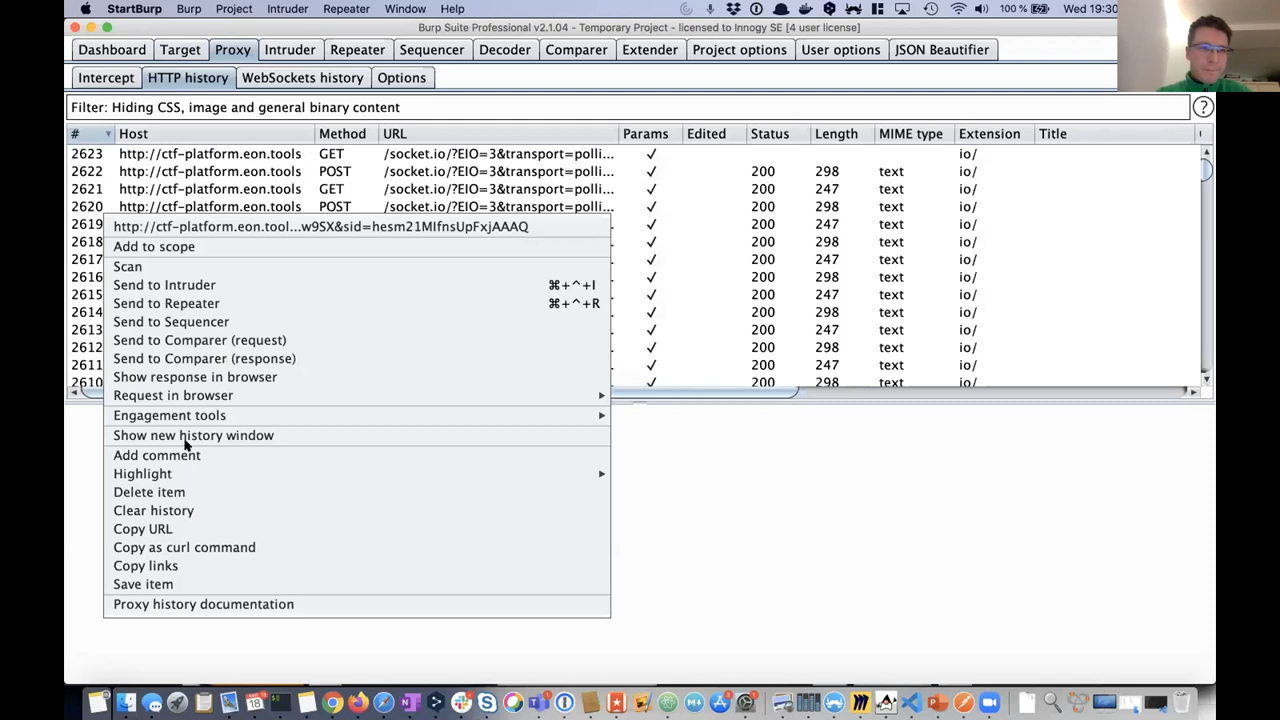 StartBurp Burp Project Intruder Repeater Window Help 100 % Wed 19:30
Burp Suite Professional v2.1.04 - Temporary Project - licensed to Innogy SE [4 user license]
Dashboard Target Proxy Intruder Repeater Sequencer Decoder Comparer Extender Project options User options JSON Beautifier
Intercept HTTP history WebSockets history Options
Filter: Hiding CSS, image and general binary content ?
# Host Method URL Params Edited Status Length MIME type Extension Title
2623 http://ctf-platform.eon.tools GET /socket.io/?EIO=3&transport=polli... ✓ io/
2622 http://ctf-platform.eon.tools POST /socket.io/?EIO=3&transport=polli... ✓ 200 298 text io/
2621 http://ctf-platform.eon.tools GET /socket.io/?EIO=3&transport=polli... ✓ 200 247 text io/
2620 http://ctf-platform.eon.tools POST /socket.io/?EIO=3&transport=polli... ✓ 200 298 text io/
2619 ✓ 200 247 text io/
2618 ✓ 200 298 text io/
2617 ✓ 200 247 text io/
2616 ✓ 200 298 text io/
2615 ✓ 200 247 text io/
2614 ✓ 200 298 text io/
2613 ✓ 200 247 text io/
2612 ✓ 200 298 text io/
2611 ✓ 200 247 text io/
2610 ✓ 200 298 text io/
http://ctf-platform.eon.tool...w9SX&sid=hesm21MIfnsUpFxjAAAQ
Add to scope
Scan
Send to Intruder ⌘+^+I
Send to Repeater ⌘+^+R
Send to Sequencer
Send to Comparer (request)
Send to Comparer (response)
Show response in browser
Request in browser
Engagement tools
Show new history window
Add comment
Highlight
Delete item
Clear history
Copy URL
Copy as curl command
Copy links
Save item
Proxy history documentation